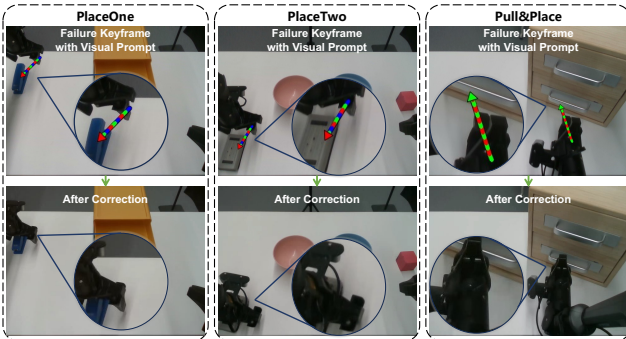 PlaceOne
Failure Keyframe
with Visual Prompt
After Correction
PlaceTwo
Failure Keyframe
with Visual Prompt
After Correction
Pull&Place
Failure Keyframe
with Visual Prompt
After Correction